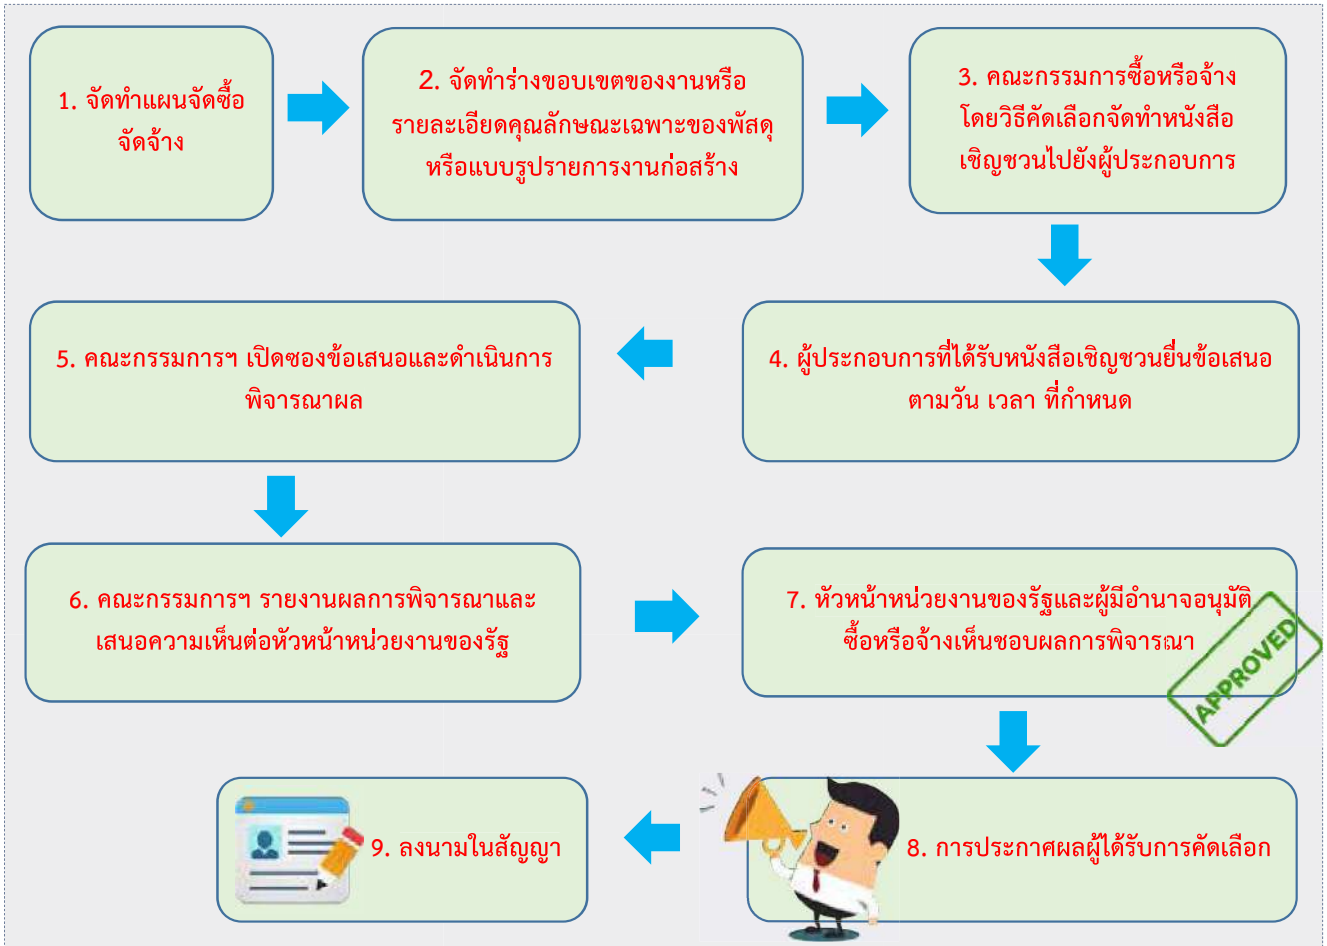 1. จัดทำแผนจัดซื้อ
จัดจ้าง
2. จัดทำร่างขอบเขตของงานหรือ
รายละเอียดคุณลักษณะเฉพาะของพัสดุ
หรือแบบรูปรายการงานก่อสร้าง
3. คณะกรรมการซื้อหรือจ้าง
โดยวิธีคัดเลือกจัดทำหนังสือ
เชิญชวนไปยังผู้ประกอบการ
4. ผู้ประกอบการที่ได้รับหนังสือเชิญชวนยื่นข้อเสนอ
ตามวัน เวลา ที่กำหนด
5. คณะกรรมการฯ เปิดซองข้อเสนอและดำเนินการ
พิจารณาผล
6. คณะกรรมการฯ รายงานผลการพิจารณาและ
เสนอความเห็นต่อหัวหน้าหน่วยงานของรัฐ
7. หัวหน้าหน่วยงานของรัฐและผู้มีอำนาจอนุมัติ
ซื้อหรือจ้างเห็นชอบผลการพิจารณา
APPROVED
8. การประกาศผลผู้ได้รับการคัดเลือก
9. ลงนามในสัญญา